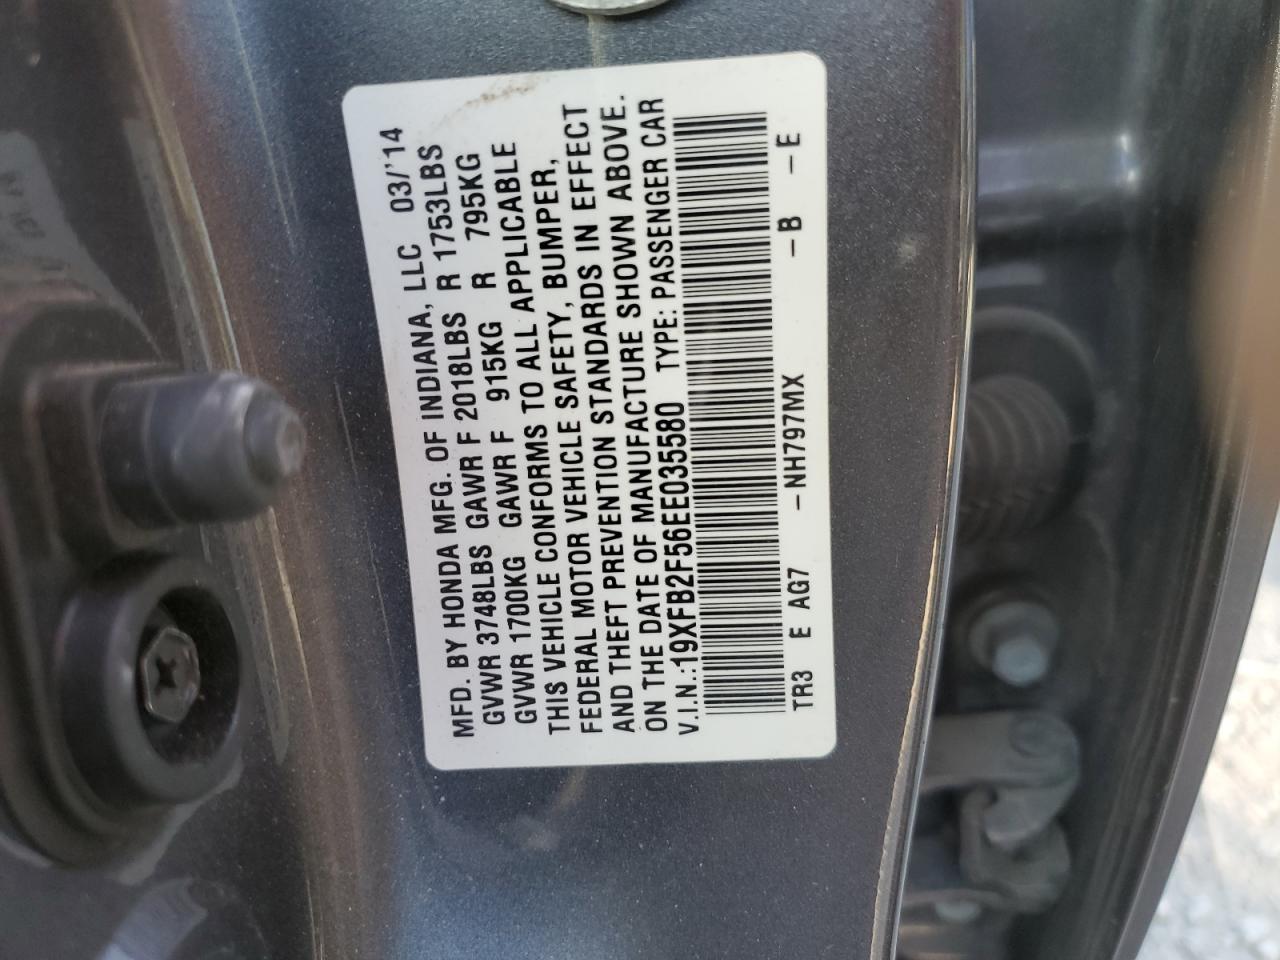 MFD. BY HONDA MFG. OF INDIANA, LLC 03/'14
GVWR 3748LBS GAWR F 2018LBS R 1753LBS
GVWR 1700KG GAWR F 915KG R 795KG
THIS VEHICLE CONFORMS TO ALL APPLICABLE
FEDERAL MOTOR VEHICLE SAFETY, BUMPER,
AND THEFT PREVENTION STANDARDS IN EFFECT
ON THE DATE OF MANUFACTURE SHOWN ABOVE.
V.I.N.:19XFB2F56EE035580 TYPE: PASSENGER CAR
TR3 E AG7 -NH797MX -B -E